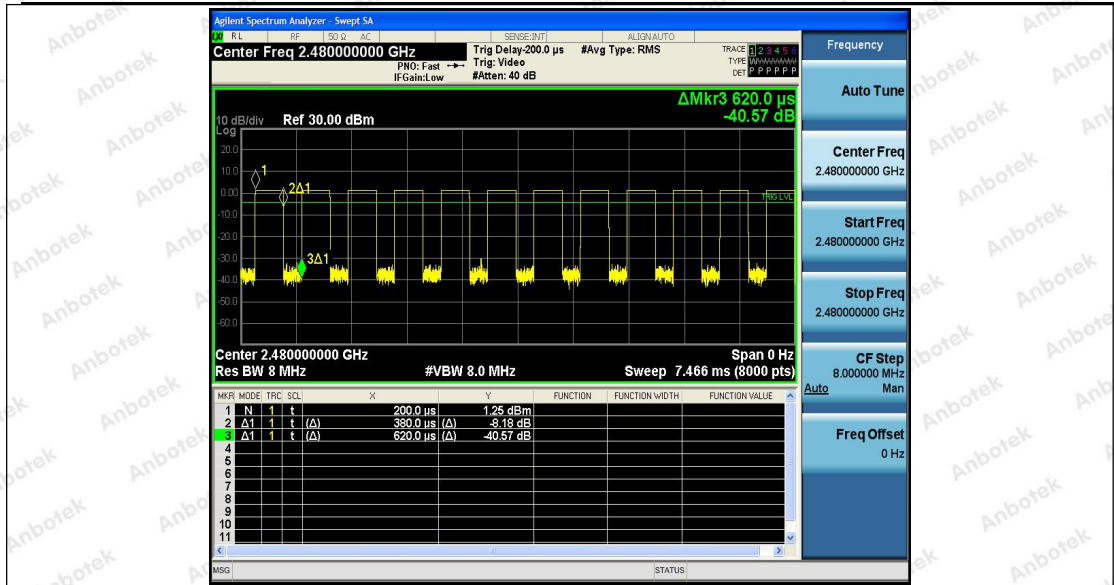 Agilent Spectrum Analyzer - Swept SA
RL RF 50 Ω AC SENSE:INT ALIGN AUTO
Center Freq 2.480000000 GHz
PNO: Fast
IFGain:Low
Trig Delay-200.0 µs
Trig: Video
#Atten: 40 dB
#Avg Type: RMS
TRACE 1 2 3 4 5 6
TYPE
DET P P P P P P
ΔMkr3 620.0 µs
-40.57 dB
10 dB/div Ref 30.00 dBm
Log
20.0
10.0
0.00
-10.0
-20.0
-30.0
-40.0
-50.0
-60.0
1
2Δ1
3Δ1
TRIG LVL
Center 2.480000000 GHz Span 0 Hz
Res BW 8 MHz #VBW 8.0 MHz Sweep 7.466 ms (8000 pts)
MKR MODE TRC SCL X Y FUNCTION FUNCTION WIDTH FUNCTION VALUE
1 N 1 t 200.0 µs 1.25 dBm
2 Δ1 1 t (Δ) 380.0 µs (Δ) -8.18 dB
3 Δ1 1 t (Δ) 620.0 µs (Δ) -40.57 dB
4
5
6
7
8
9
10
11
MSG STATUS
Frequency
Auto Tune
Center Freq
2.480000000 GHz
Start Freq
2.480000000 GHz
Stop Freq
2.480000000 GHz
CF Step
8.000000 MHz
Auto Man
Freq Offset
0 Hz
Anbotek